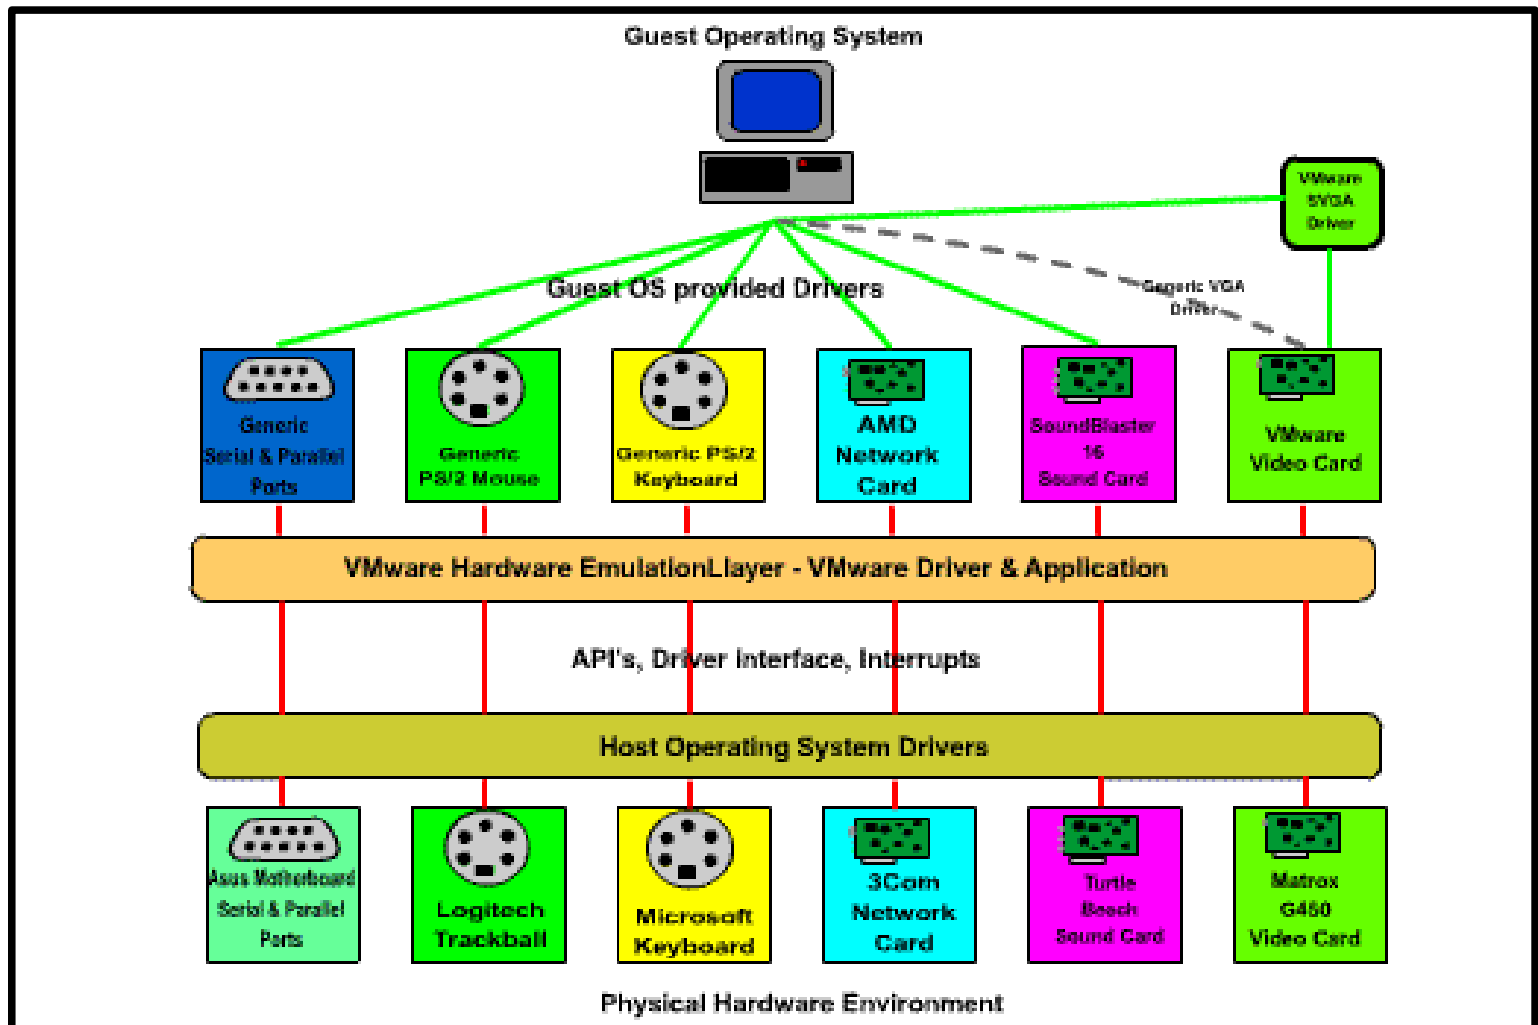 Guest Operating System
VMware
SVGA
Driver
Guest OS provided Drivers
Generic VGA
Driver
Generic
Serial & Parallel
Ports
Generic
PS/2 Mouse
Generic PS/2
Keyboard
AMD
Network
Card
SoundBlaster
16
Sound Card
VMware
Video Card
VMware Hardware EmulationLlayer - VMware Driver & Application
API's, Driver interface, Interrupts
Host Operating System Drivers
Asus Motherboard
Serial & Parallel
Ports
Logitech
Trackball
Microsoft
Keyboard
3Com
Network
Card
Turtle
Beach
Sound Card
Matrox
G450
Video Card
Physical Hardware Environment